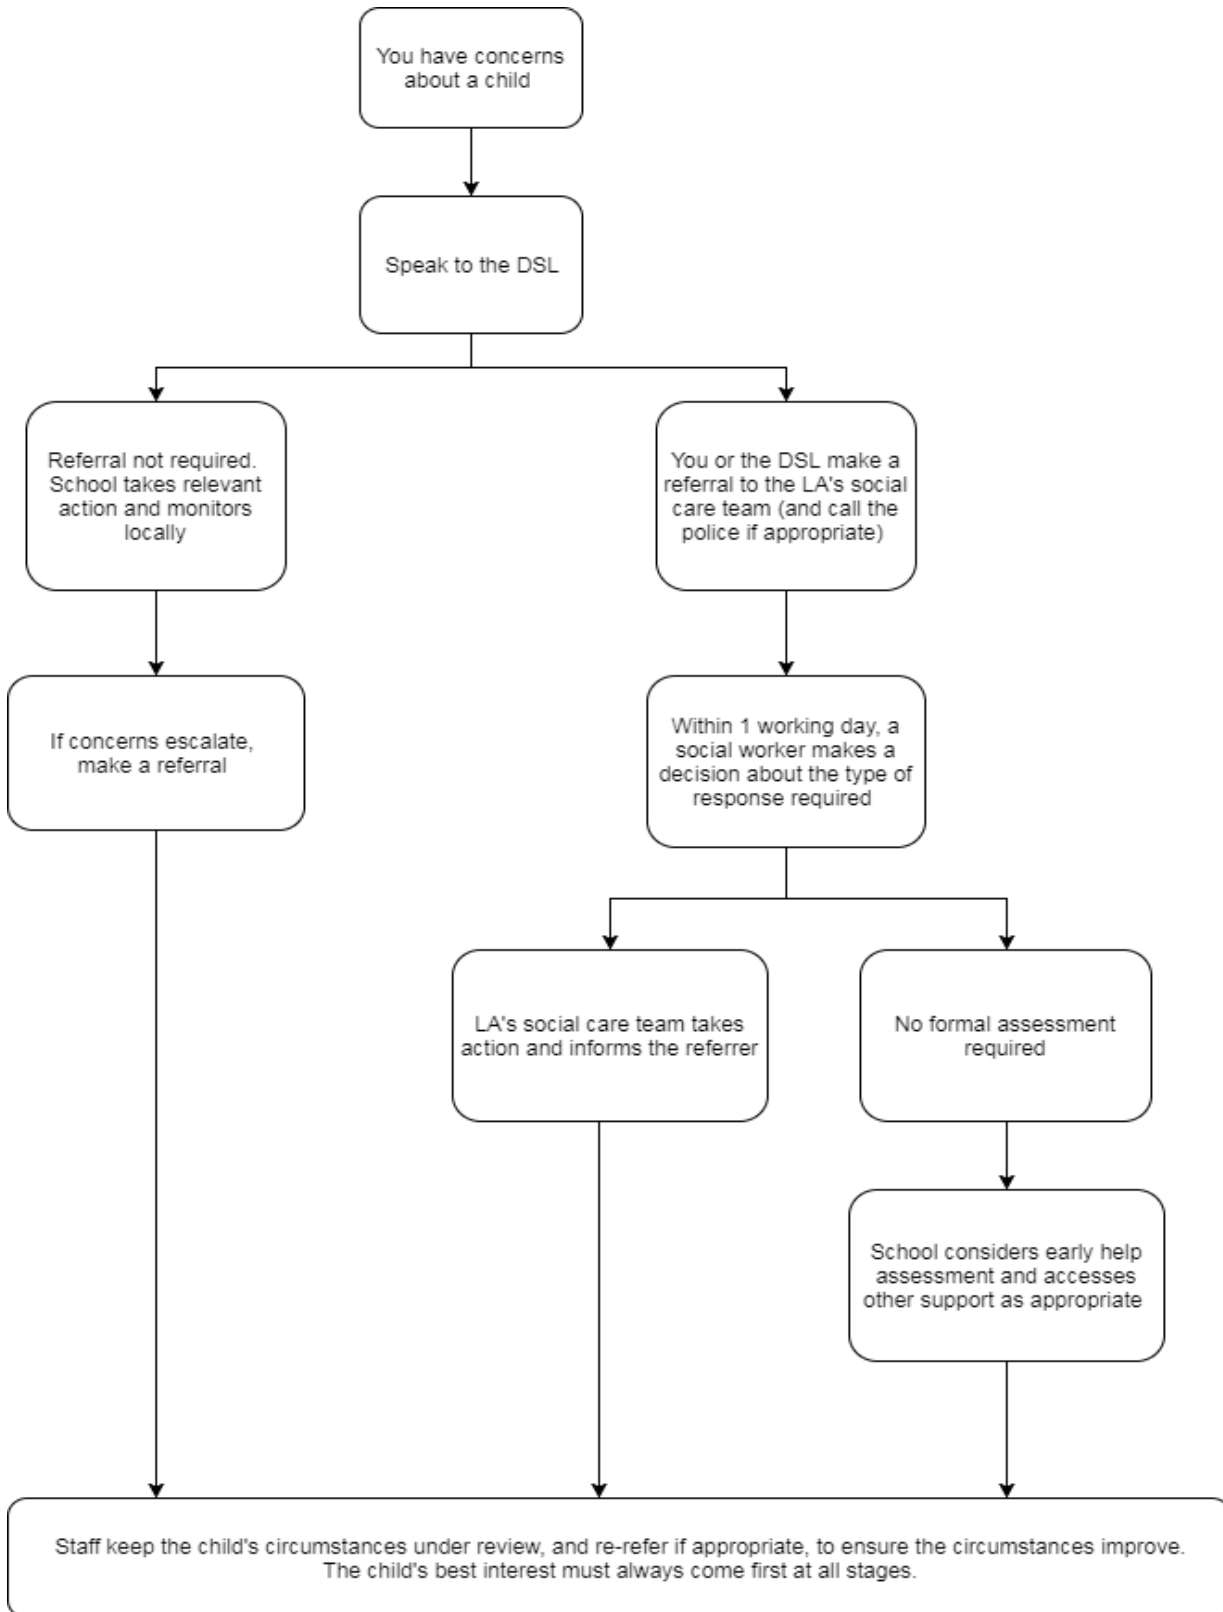 You have concerns
about a child
Speak to the DSL
Referral not required.
School takes relevant
action and monitors
locally
You or the DSL make a
referral to the LA's social
care team (and call the
police if appropriate)
If concerns escalate,
make a referral
Within 1 working day, a
social worker makes a
decision about the type of
response required
LA's social care team takes
action and informs the referrer
No formal assessment
required
School considers early help
assessment and accesses
other support as appropriate
Staff keep the child's circumstances under review, and re-refer if appropriate, to ensure the circumstances improve.
The child's best interest must always come first at all stages.